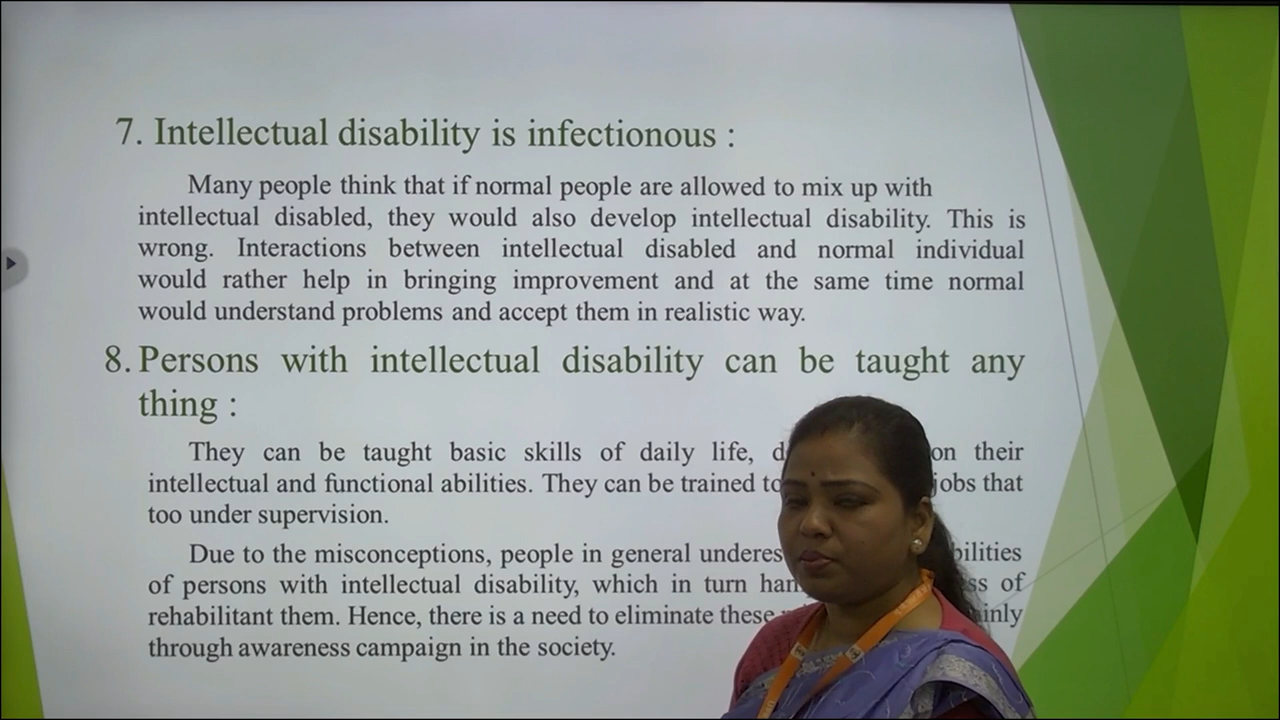 7. Intellectual disability is infectionous :
Many people think that if normal people are allowed to mix up with
intellectual disabled, they would also develop intellectual disability. This is
wrong. Interactions between intellectual disabled and normal individual
would rather help in bringing improvement and at the same time normal
would understand problems and accept them in realistic way.
8. Persons with intellectual disability can be taught any
thing :
They can be taught basic skills of daily life, on their
intellectual and functional abilities. They can be trained to jobs that
too under supervision.
Due to the misconceptions, people in general
of persons with intellectual disability, which in turn of
rehabilitant them. Hence, there is a need to eliminate these
through awareness campaign in the society.